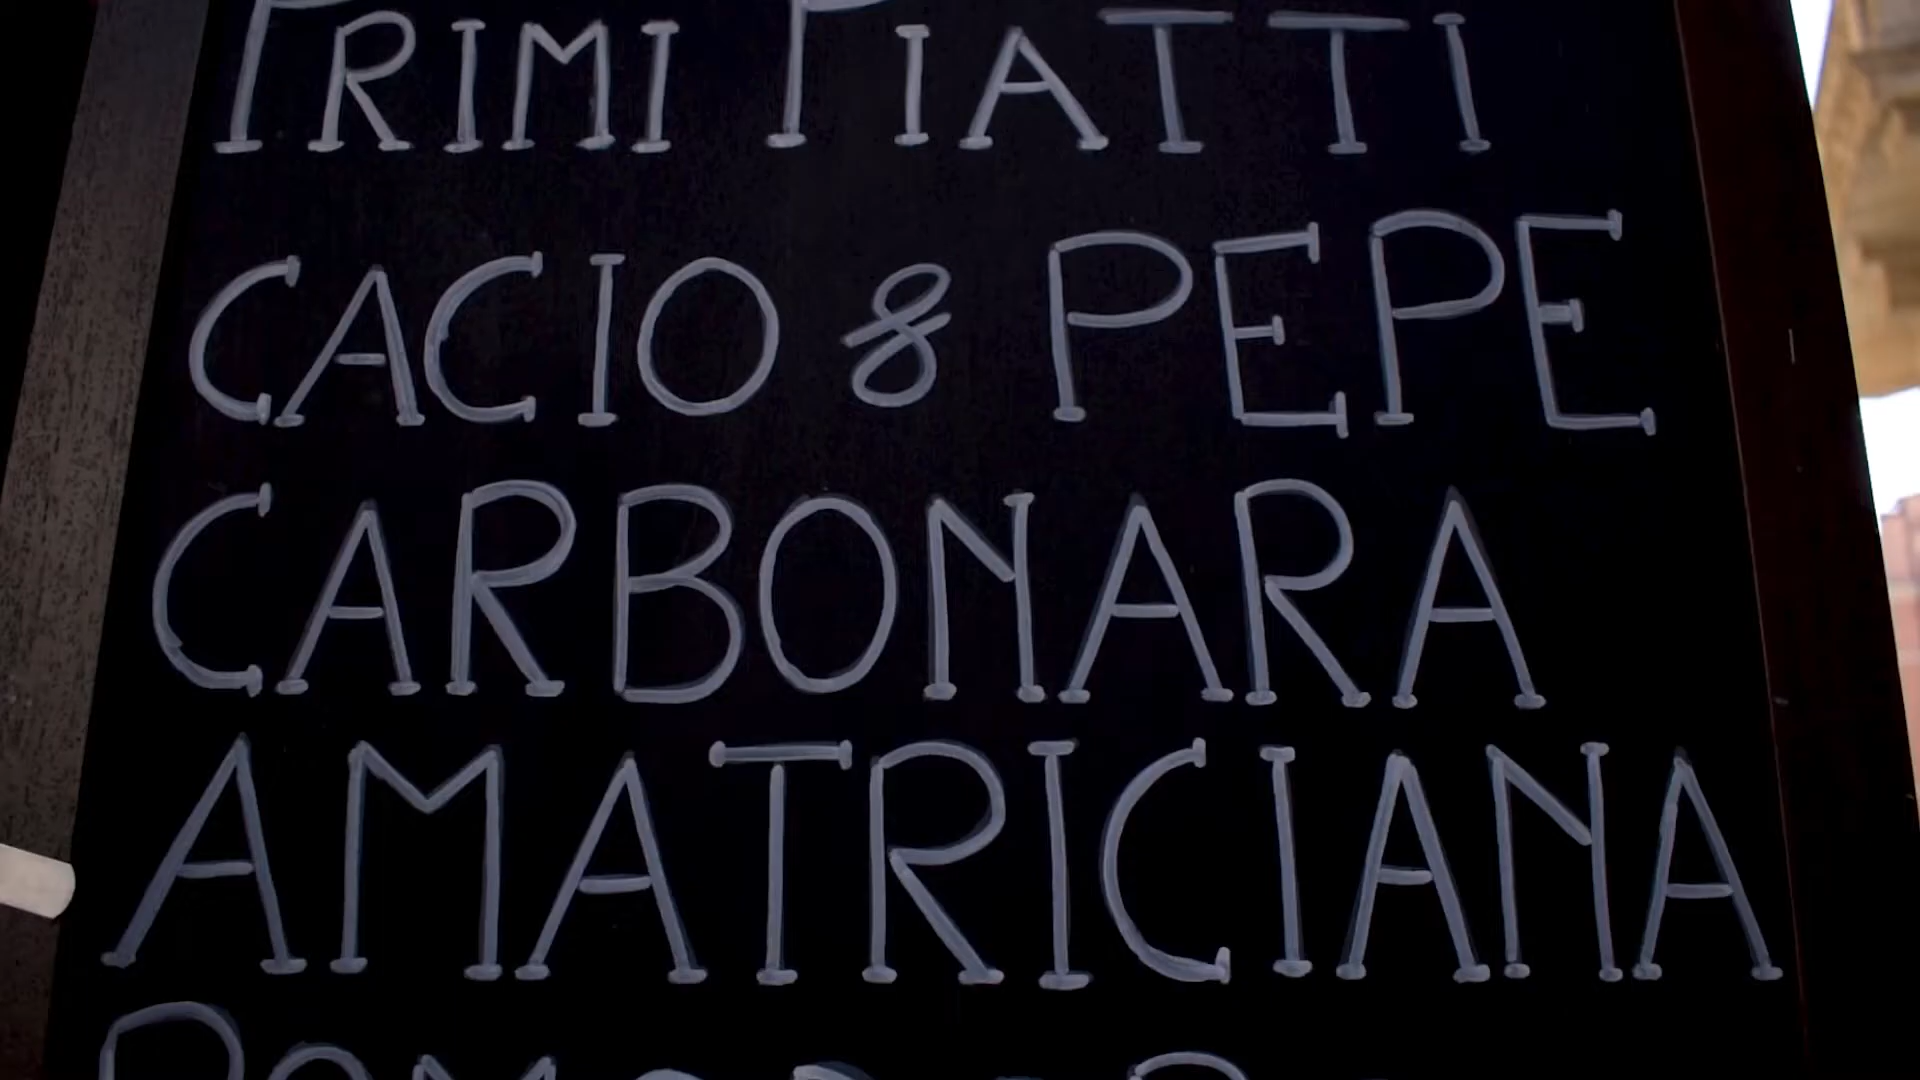 PRIMI PIATTI
CACIO & PEPE
CARBONARA
AMATRICIANA